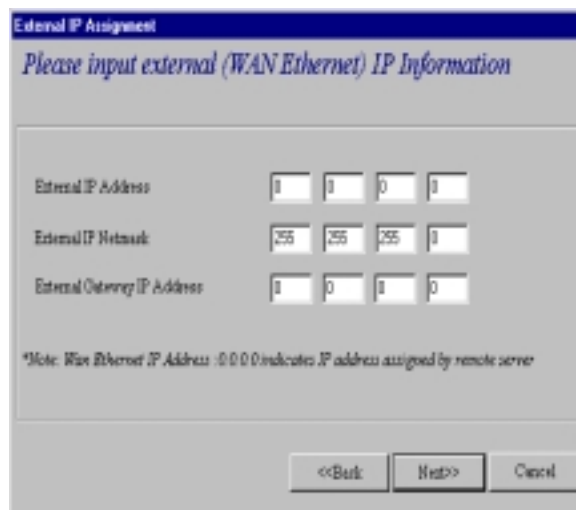 External IP Assignment
Please input external (WAN Ethernet) IP Information
External IP Address 0 0 0 0
External IP Netmask 255 255 255 0
External Gateway IP Address 0 0 0 0
*Note: Wan Ethernet IP Address :0.0.0.0 indicates IP address assigned by remote server
<<Back Next>> Cancel